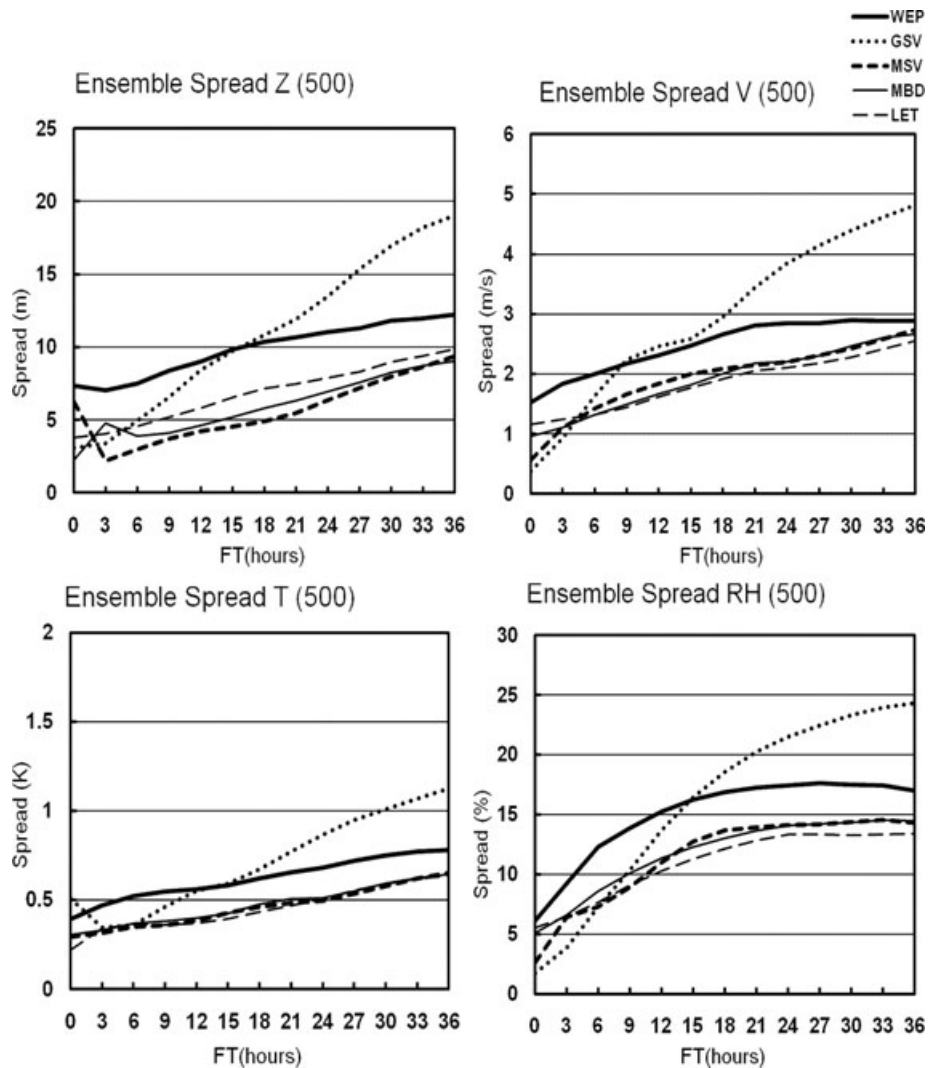 WEP
GSV
MSV
MBD
LET
Ensemble Spread Z (500)
25
20
15
10
5
0
Spread (m)
0 3 6 9 12 15 18 21 24 27 30 33 36
FT(hours)
Ensemble Spread V (500)
6
5
4
3
2
1
0
Spread (m/s)
0 3 6 9 12 15 18 21 24 27 30 33 36
FT(hours)
Ensemble Spread T (500)
2
1.5
1
0.5
0
Spread (K)
0 3 6 9 12 15 18 21 24 27 30 33 36
FT(hours)
Ensemble Spread RH (500)
30
25
20
15
10
5
0
Spread (%)
0 3 6 9 12 15 18 21 24 27 30 33 36
FT(hours)